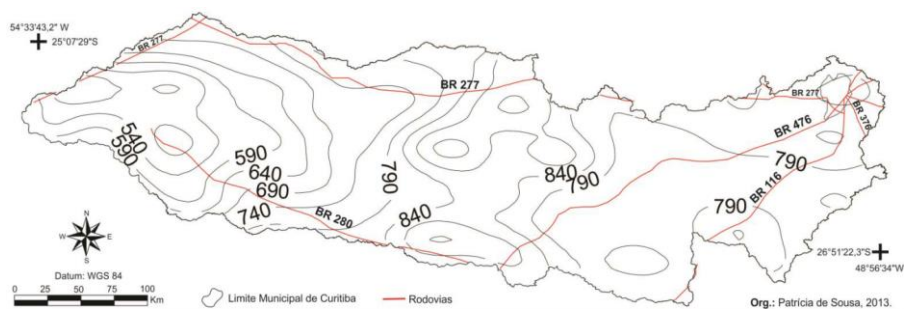 54°33'43,2" W
25°07'29"S
BR 277
BR 277
BR 277
BR 476
BR 376
540
590
590
640
690
740
790
840
840
790
790
790
BR 280
BR 116
N
W
E
S
Datum: WGS 84
0 25 50 75 100
Km
Limite Municipal de Curitiba
Rodovias
26°51'22,3"S
48°56'34"W
Org.: Patrícia de Sousa, 2013.